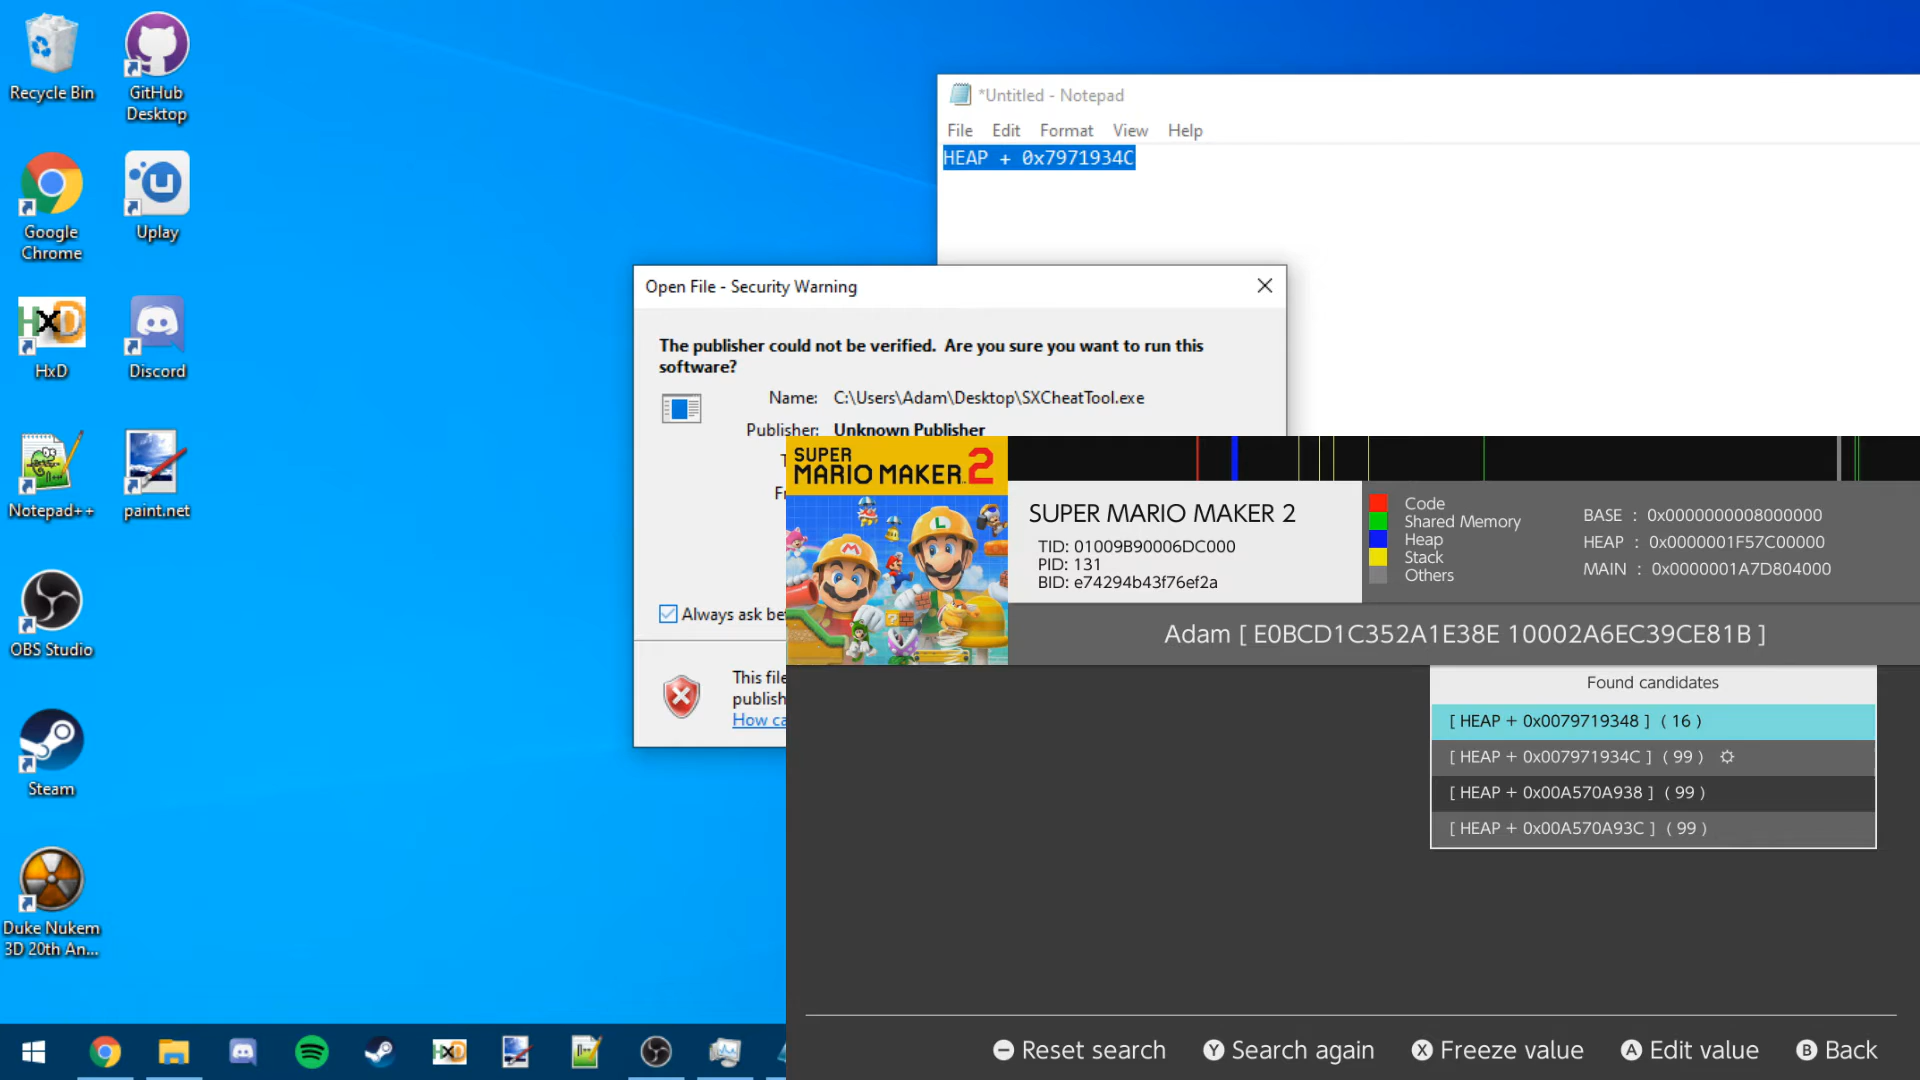 Recycle Bin
GitHub
Desktop
Google
Chrome
Uplay
HxD
HxD
Discord
Notepad++
paint.net
OBS Studio
Steam
Duke Nukem
3D 20th An...
*Untitled - Notepad
File Edit Format View Help
HEAP + 0x7971934C
Open File - Security Warning
The publisher could not be verified.  Are you sure you want to run this
software?
Name: C:\Users\Adam\Desktop\SXCheatTool.exe
Publisher: Unknown Publisher
Always ask be
This file
publish
How ca
SUPER
MARIO MAKER 2
SUPER MARIO MAKER 2
TID: 01009B90006DC000
PID: 131
BID: e74294b43f76ef2a
Code
Shared Memory
Heap
Stack
Others
BASE : 0x0000000008000000
HEAP : 0x0000001F57C00000
MAIN : 0x0000001A7D804000
Adam [ E0BCD1C352A1E38E 10002A6EC39CE81B ]
Found candidates
[ HEAP + 0x0079719348 ] ( 16 )
[ HEAP + 0x007971934C ] ( 99 )
[ HEAP + 0x00A570A938 ] ( 99 )
[ HEAP + 0x00A570A93C ] ( 99 )
Reset search
Y Search again
X Freeze value
A Edit value
B Back